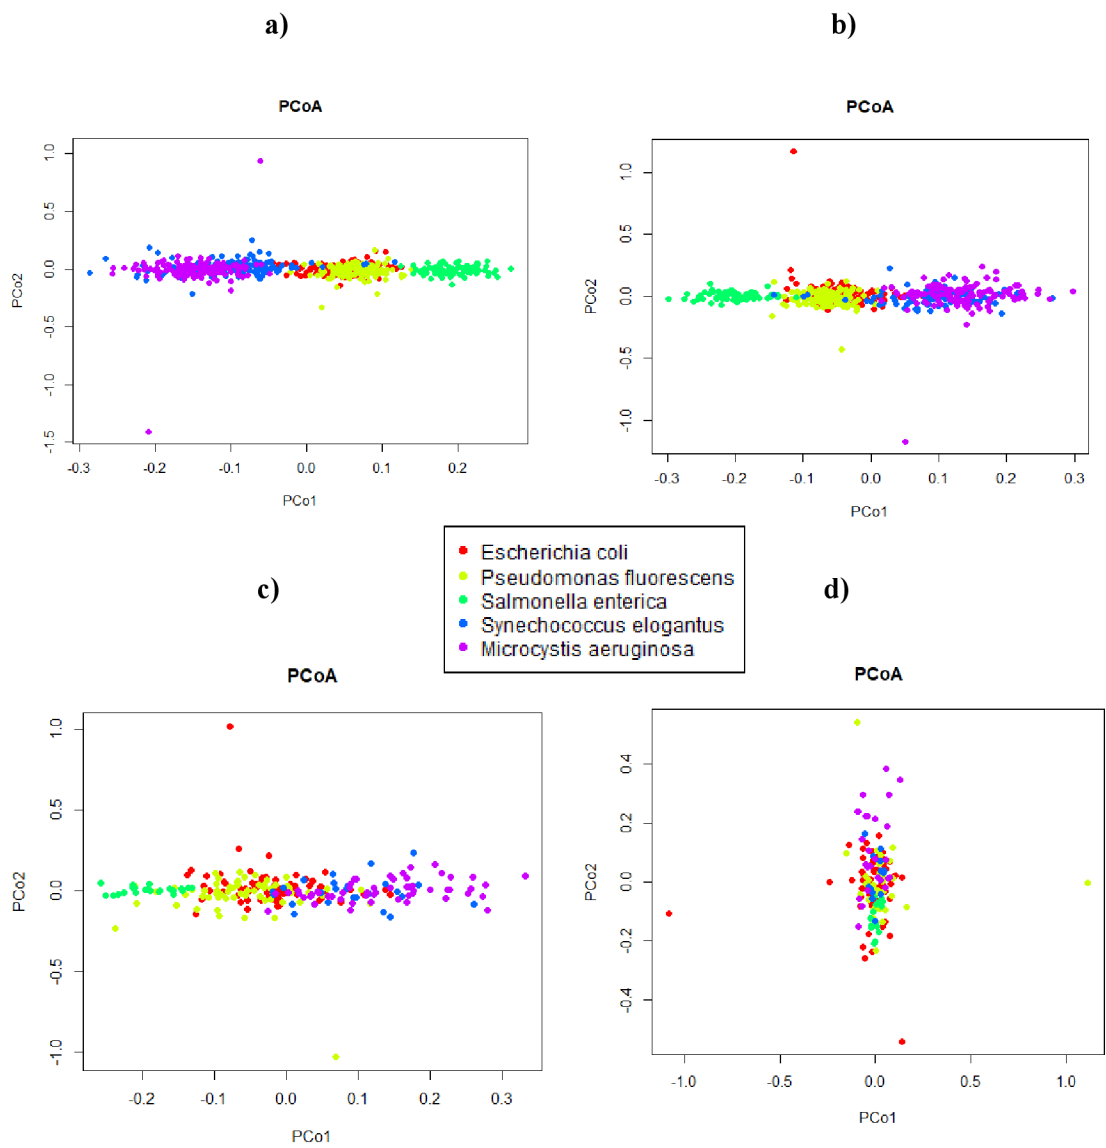 a)
b)
PCoA
PCoA
PCo2
1.0
0.5
0.0
-0.5
-1.0
-1.5
-0.3 -0.2 -0.1 0.0 0.1 0.2
PCo1
PCo2
1.0
0.5
0.0
-0.5
-1.0
-0.3 -0.2 -0.1 0.0 0.1 0.2 0.3
PCo1
Escherichia coli
Pseudomonas fluorescens
Salmonella enterica
Synechococcus elogantus
Microcystis aeruginosa
c)
d)
PCoA
PCoA
PCo2
1.0
0.5
0.0
-0.5
-1.0
-0.2 -0.1 0.0 0.1 0.2 0.3
PCo1
PCo2
0.4
0.2
0.0
-0.2
-0.4
-1.0 -0.5 0.0 0.5 1.0
PCo1